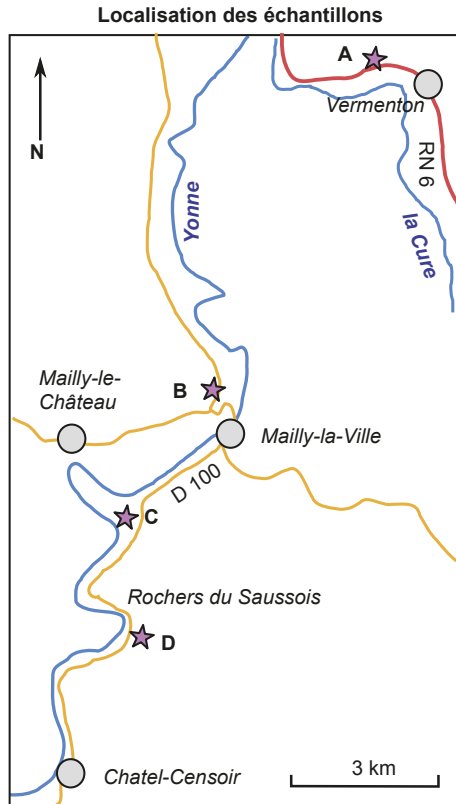 Localisation des échantillons
A
Vermenton
N
RN 6
Yonne
la Cure
Mailly-le-
Château
B
Mailly-la-Ville
D 100
C
Rochers du Saussois
D
3 km
Chatel-Censoir